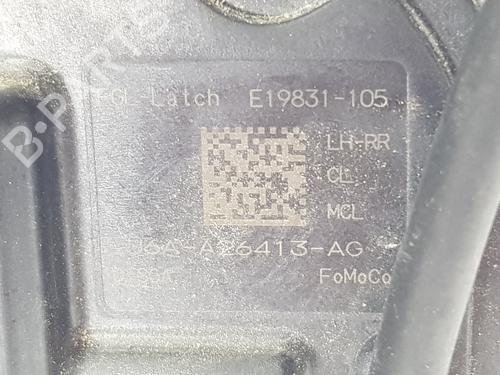 Latch E19831-105
LH-RR
CL
MCL
A26413-AG
FoMoCo
B-PARTS